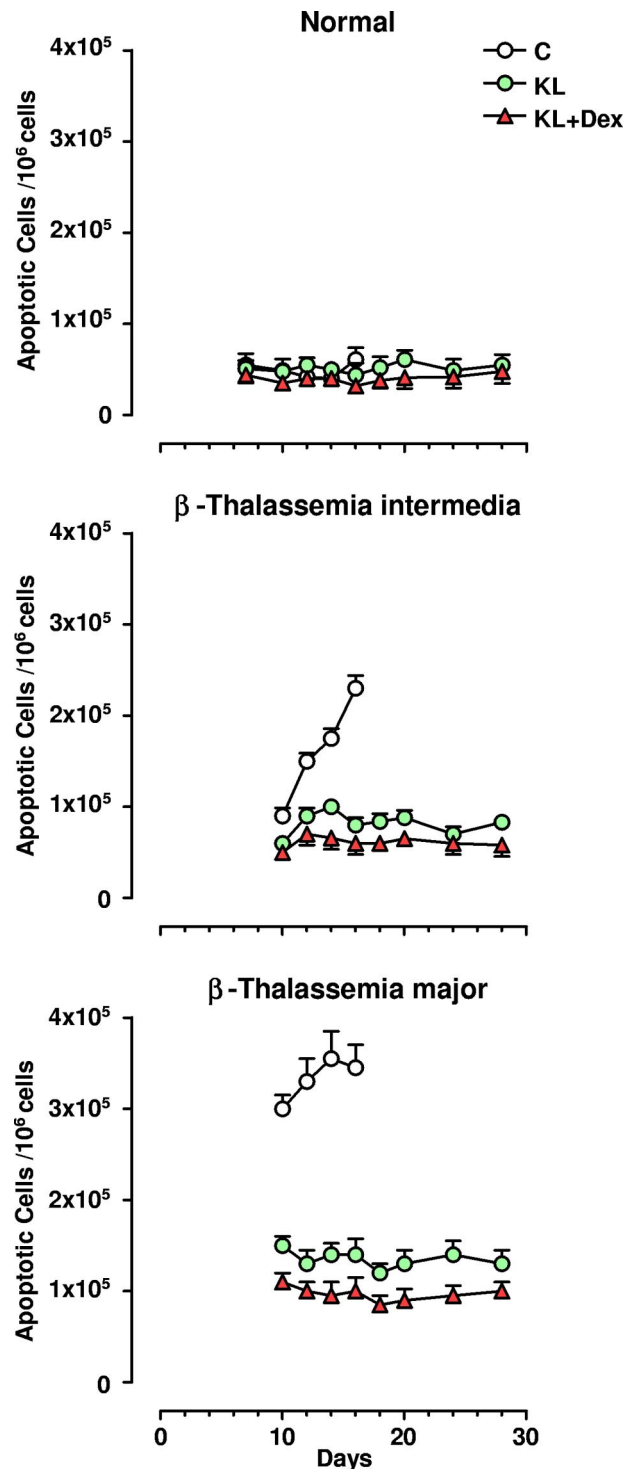 Normal
C
KL
KL+Dex
Apoptotic Cells /10⁶ cells
4x10⁵
3x10⁵
2x10⁵
1x10⁵
0
β -Thalassemia intermedia
Apoptotic Cells /10⁶ cells
4x10⁵
3x10⁵
2x10⁵
1x10⁵
0
β -Thalassemia major
Apoptotic Cells /10⁶ cells
4x10⁵
3x10⁵
2x10⁵
1x10⁵
0
0 10 20 30
Days